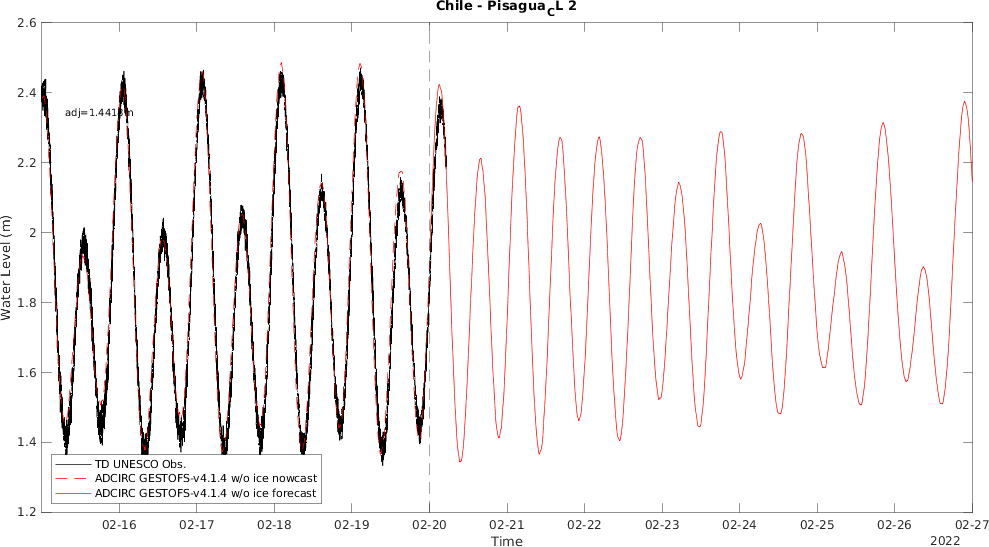 Chile - Pisagua_CL 2
2.6
2.4
adj=1.4418m
2.2
2
Water Level (m)
1.8
1.6
1.4
TD UNESCO Obs.
ADCIRC GESTOFS-v4.1.4 w/o ice nowcast
ADCIRC GESTOFS-v4.1.4 w/o ice forecast
1.2
02-16 02-17 02-18 02-19 02-20 02-21 02-22 02-23 02-24 02-25 02-26 02-27
Time
2022